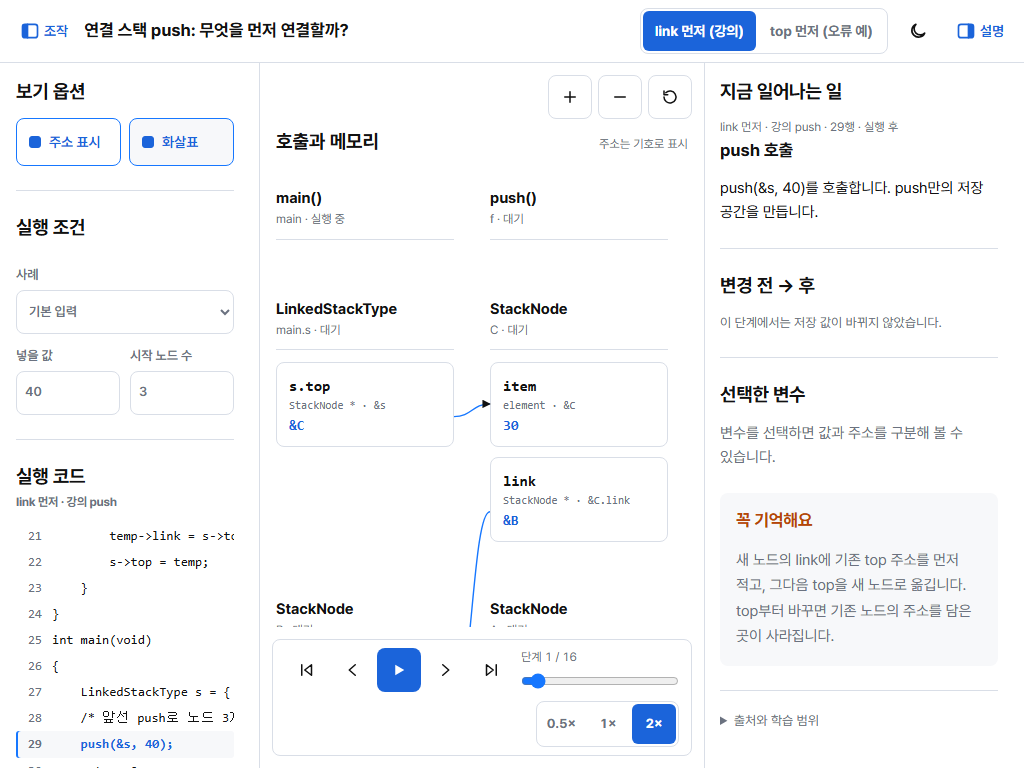 조작
연결 스택 push: 무엇을 먼저 연결할까?
link 먼저 (강의)
top 먼저 (오류 예)
설명
보기 옵션
주소 표시
화살표
실행 조건
사례
기본 입력
넣을 값
시작 노드 수
40
3
실행 코드
link 먼저 · 강의 push
21 temp->link = s->to
22 s->top = temp;
23 }
24 }
25 int main(void)
26 {
27 LinkedStackType s = {
28 /* 앞선 push로 노드 3개
29 push(&s, 40);
호출과 메모리
주소는 기호로 표시
main()
main · 실행 중
push()
f · 대기
LinkedStackType
main.s · 대기
StackNode
C · 대기
s.top
StackNode * · &s
&C
item
element · &C
30
link
StackNode * · &C.link
&B
StackNode
StackNode
단계 1 / 16
0.5×
1×
2×
지금 일어나는 일
link 먼저 · 강의 push · 29행 · 실행 후
push 호출
push(&s, 40)를 호출합니다. push만의 저장
공간을 만듭니다.
변경 전 → 후
이 단계에서는 저장 값이 바뀌지 않았습니다.
선택한 변수
변수를 선택하면 값과 주소를 구분해 볼 수
있습니다.
꼭 기억해요
새 노드의 link에 기존 top 주소를 먼저
적고, 그다음 top을 새 노드로 옮깁니다.
top부터 바꾸면 기존 노드의 주소를 담은
곳이 사라집니다.
출처와 학습 범위